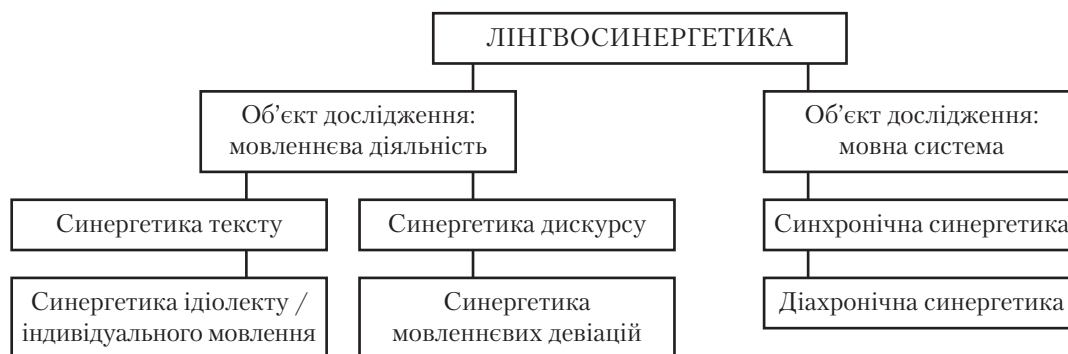 ЛІНГВОСИНЕРГЕТИКА
Об’єкт дослідження:
мовленнєва діяльність
Об’єкт дослідження:
мовна система
Синергетика тексту
Синергетика дискурсу
Синхронічна синергетика
Синергетика ідіолекту /
індивідуального мовлення
Синергетика
мовленнєвих девіацій
Діахронічна синергетика